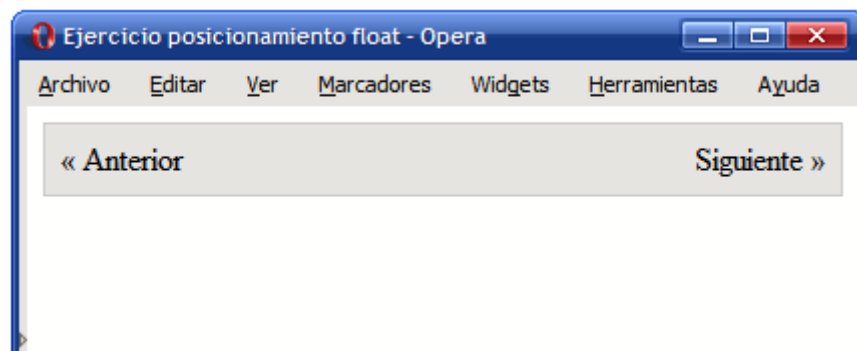 Ejercicio posicionamiento float - Opera
Archivo Editar Ver Marcadores Widgets Herramientas Ayuda
« Anterior Siguiente »